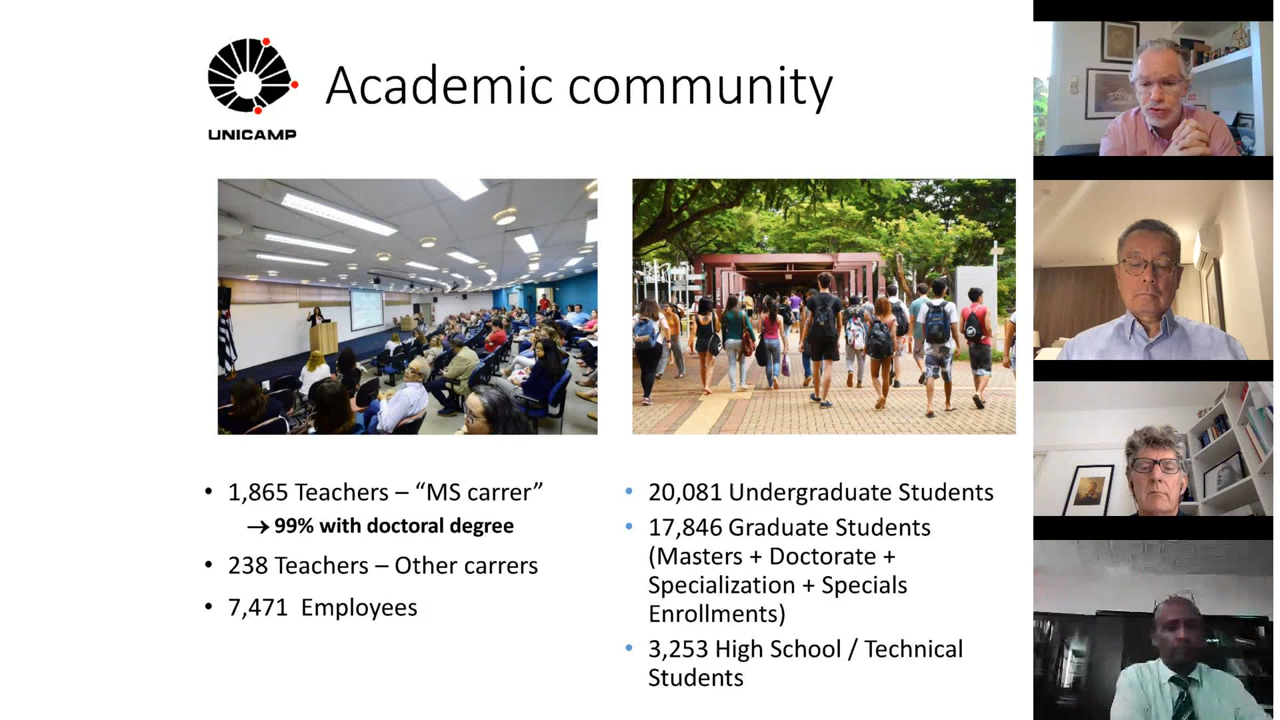 UNICAMP
Academic community
• 1,865 Teachers – “MS carrer”
→ 99% with doctoral degree
• 238 Teachers – Other carrers
• 7,471 Employees
• 20,081 Undergraduate Students
• 17,846 Graduate Students
(Masters + Doctorate +
Specialization + Specials
Enrollments)
• 3,253 High School / Technical
Students